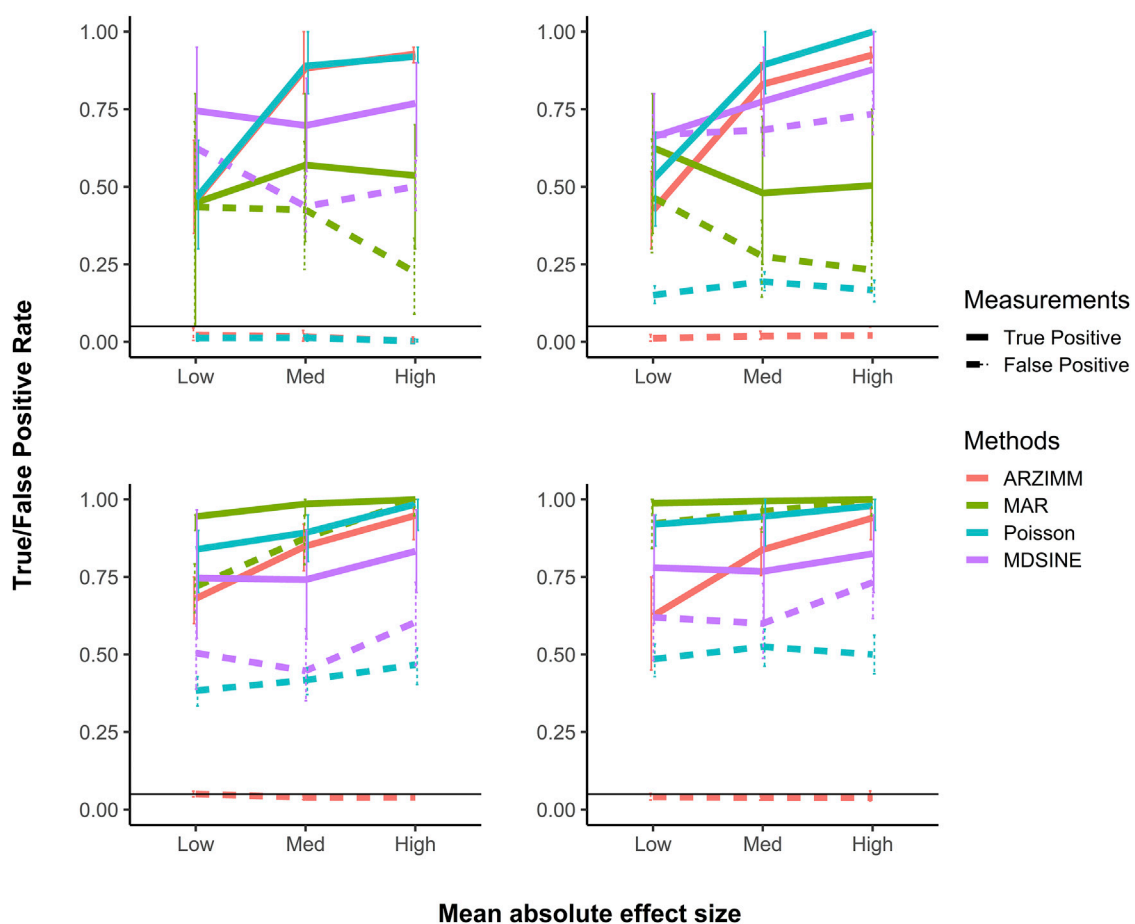 True/False Positive Rate
1.00
0.75
0.50
0.25
0.00
Low Med High
1.00
0.75
0.50
0.25
0.00
Low Med High
1.00
0.75
0.50
0.25
0.00
Low Med High
1.00
0.75
0.50
0.25
0.00
Low Med High
Mean absolute effect size
Measurements
True Positive
False Positive
Methods
ARZIMM
MAR
Poisson
MDSINE